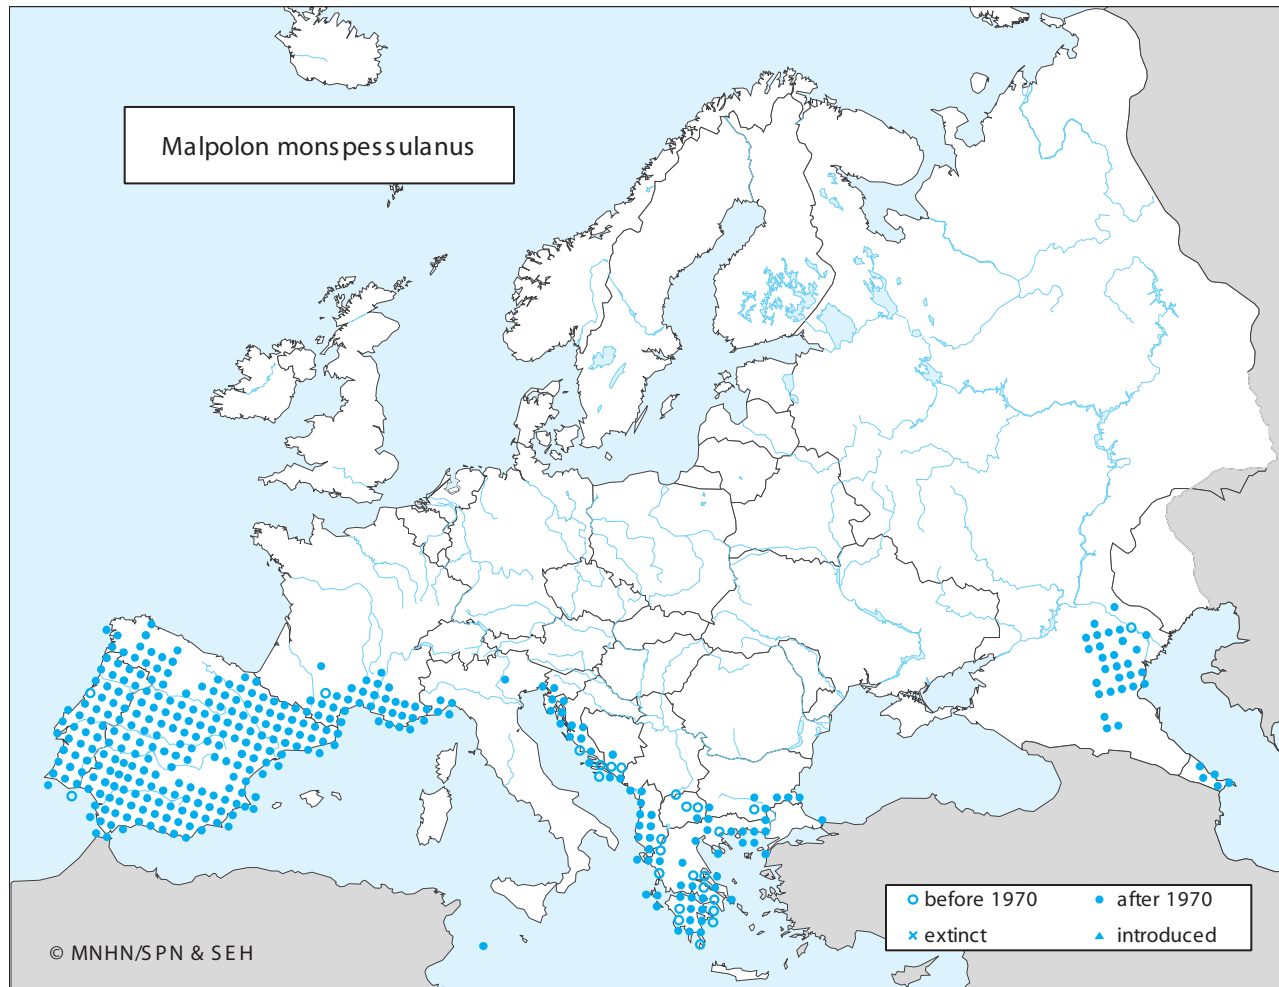 Malpolon monspessulanus
before 1970
after 1970
extinct
introduced
© MNHN/SPN & SEH